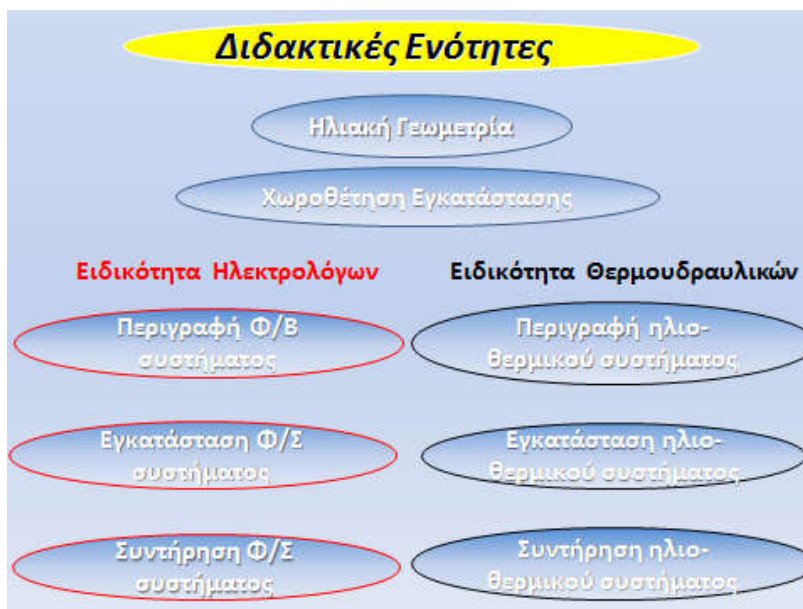 Διδακτικές Ενότητες
Ηλιακή Γεωμετρία
Χωροθέτηση Εγκατάστασης
Ειδικότητα Ηλεκτρολόγων
Περιγραφή Φ/Β
συστήματος
Εγκατάσταση Φ/Σ
συστήματος
Συντήρηση Φ/Σ
συστήματος
Ειδικότητα Θερμουδραυλικών
Περιγραφή ηλιο-
θερμικού συστήματος
Εγκατάσταση ηλιο-
θερμικού συστήματος
Συντήρηση ηλιο-
θερμικού συστήματος